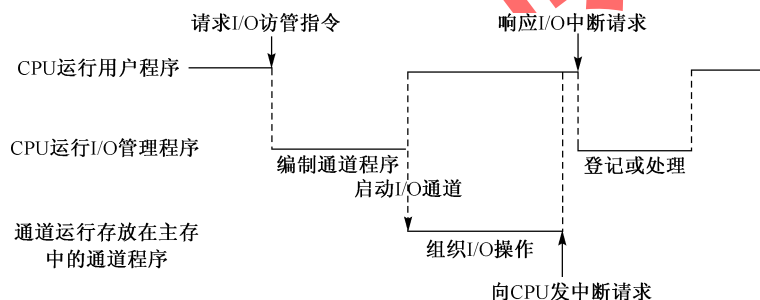 请求I/O访管指令
响应I/O中断请求
CPU运行用户程序
CPU运行I/O管理程序
编制通道程序
登记或处理
启动I/O通道
通道运行存放在主存
中的通道程序
组织I/O操作
向CPU发中断请求